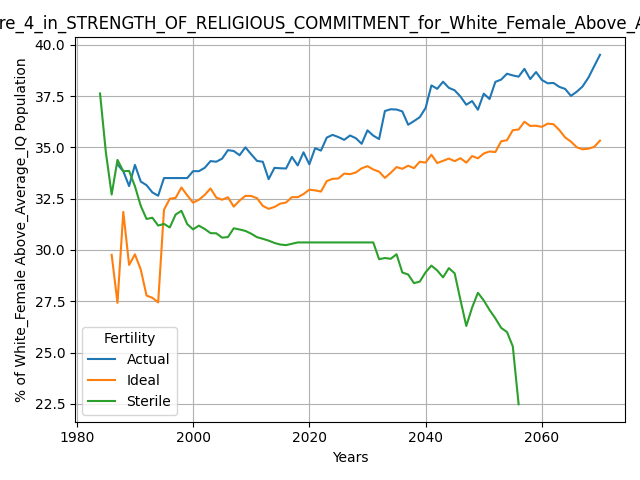 re_4_in_STRENGTH_OF_RELIGIOUS_COMMITMENT_for_White_Female_Above_A
% of White_Female Above_Average_IQ Population
40.0
37.5
35.0
32.5
30.0
27.5
25.0
22.5
Fertility
Actual
Ideal
Sterile
1980 2000 2020 2040 2060
Years